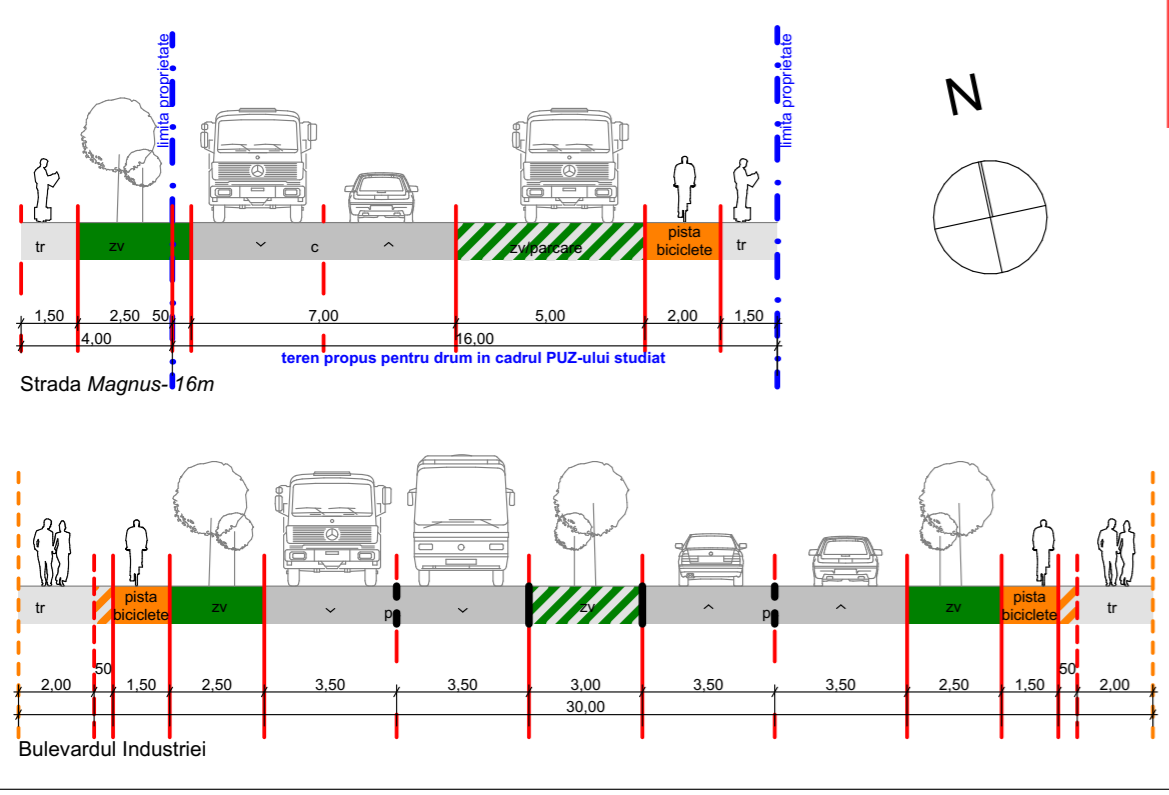 limita proprietate
limita proprietate
N
tr
zv
c
zv/parcare
pista
biciclete
tr
1,50
2,50
50
7,00
5,00
2,00
1,50
4,00
16,00
teren propus pentru drum in cadrul PUZ-ului studiat
Strada Magnus- 16m
tr
pista
biciclete
zv
p
zv
p
zv
pista
biciclete
tr
2,00
50
1,50
2,50
3,50
3,50
3,00
3,50
3,50
2,50
1,50
50
2,00
30,00
Bulevardul Industriei